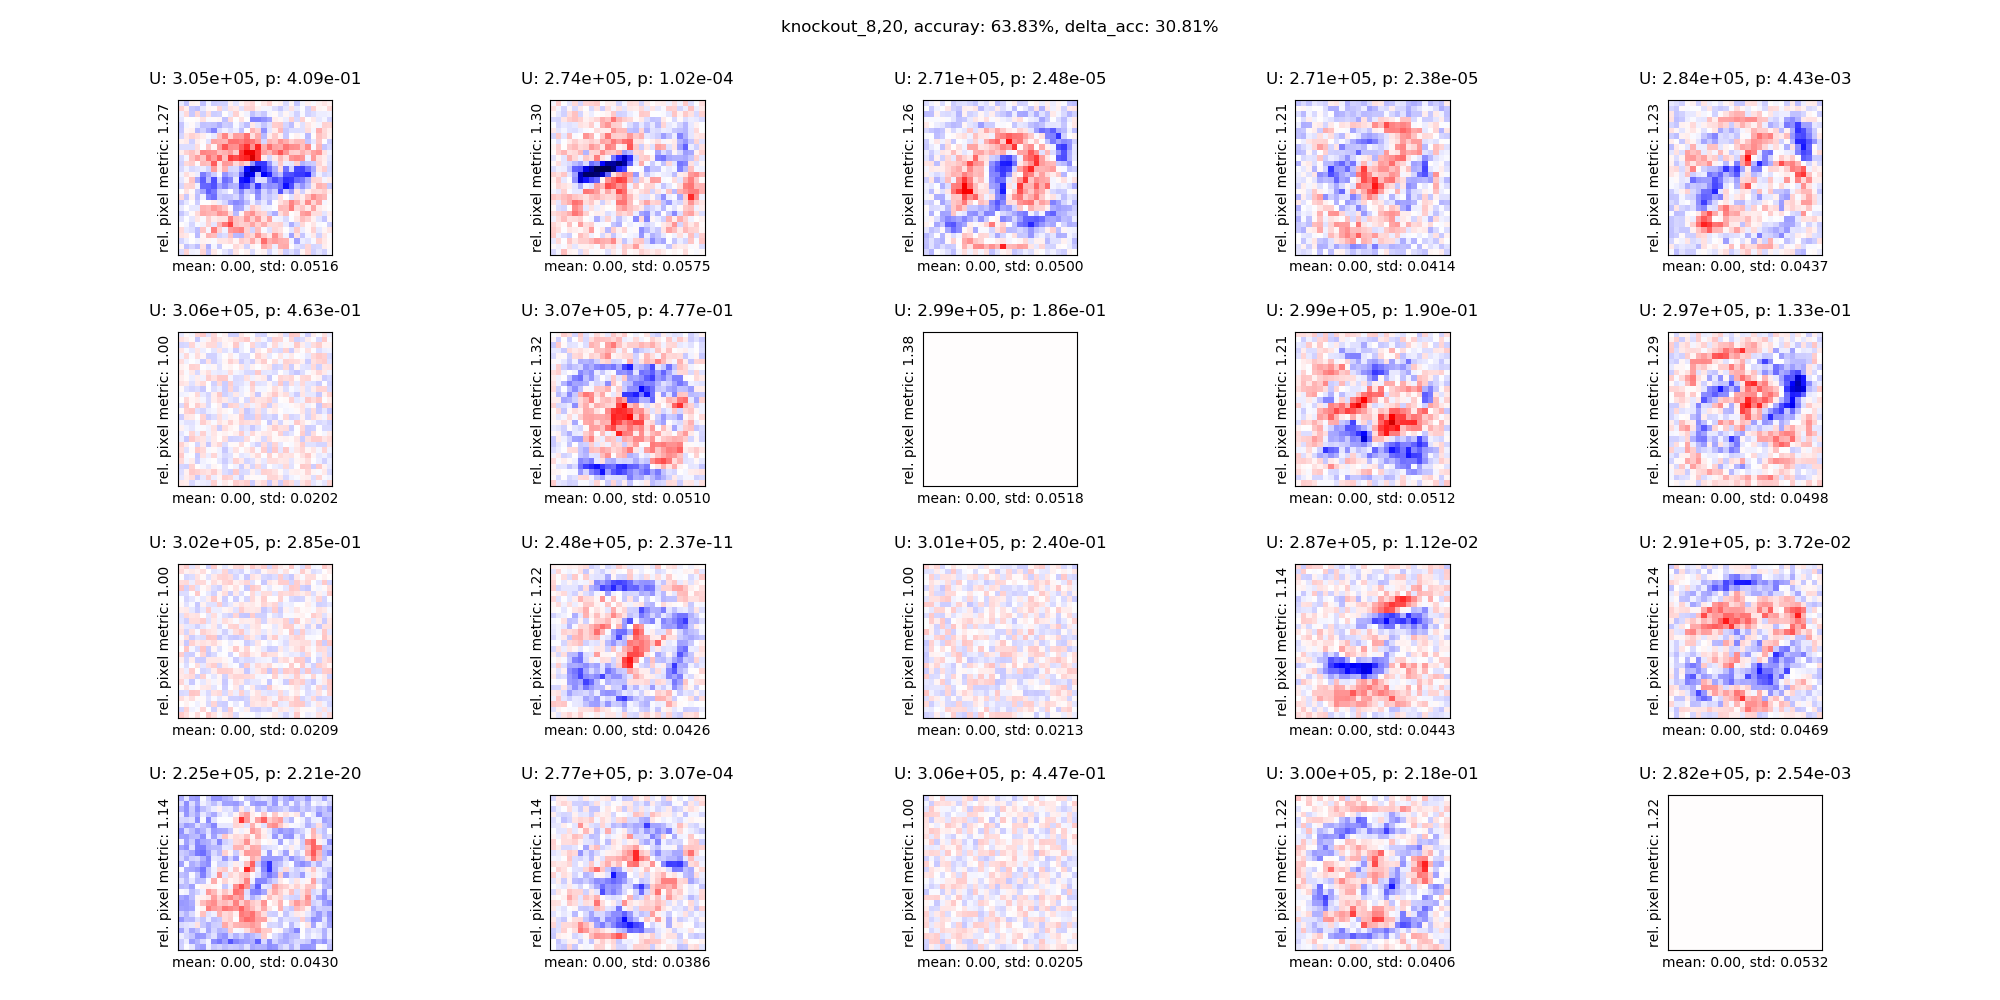 knockout_8,20, accuray: 63.83%, delta_acc: 30.81%
U: 3.05e+05, p: 4.09e-01
rel. pixel metric: 1.27
mean: 0.00, std: 0.0516
U: 2.74e+05, p: 1.02e-04
rel. pixel metric: 1.30
mean: 0.00, std: 0.0575
U: 2.71e+05, p: 2.48e-05
rel. pixel metric: 1.26
mean: 0.00, std: 0.0500
U: 2.71e+05, p: 2.38e-05
rel. pixel metric: 1.21
mean: 0.00, std: 0.0414
U: 2.84e+05, p: 4.43e-03
rel. pixel metric: 1.23
mean: 0.00, std: 0.0437
U: 3.06e+05, p: 4.63e-01
rel. pixel metric: 1.00
mean: 0.00, std: 0.0202
U: 3.07e+05, p: 4.77e-01
rel. pixel metric: 1.32
mean: 0.00, std: 0.0510
U: 2.99e+05, p: 1.86e-01
rel. pixel metric: 1.38
mean: 0.00, std: 0.0518
U: 2.99e+05, p: 1.90e-01
rel. pixel metric: 1.21
mean: 0.00, std: 0.0512
U: 2.97e+05, p: 1.33e-01
rel. pixel metric: 1.29
mean: 0.00, std: 0.0498
U: 3.02e+05, p: 2.85e-01
rel. pixel metric: 1.00
mean: 0.00, std: 0.0209
U: 2.48e+05, p: 2.37e-11
rel. pixel metric: 1.22
mean: 0.00, std: 0.0426
U: 3.01e+05, p: 2.40e-01
rel. pixel metric: 1.00
mean: 0.00, std: 0.0213
U: 2.87e+05, p: 1.12e-02
rel. pixel metric: 1.14
mean: 0.00, std: 0.0443
U: 2.91e+05, p: 3.72e-02
rel. pixel metric: 1.24
mean: 0.00, std: 0.0469
U: 2.25e+05, p: 2.21e-20
rel. pixel metric: 1.14
mean: 0.00, std: 0.0430
U: 2.77e+05, p: 3.07e-04
rel. pixel metric: 1.14
mean: 0.00, std: 0.0386
U: 3.06e+05, p: 4.47e-01
rel. pixel metric: 1.00
mean: 0.00, std: 0.0205
U: 3.00e+05, p: 2.18e-01
rel. pixel metric: 1.22
mean: 0.00, std: 0.0406
U: 2.82e+05, p: 2.54e-03
rel. pixel metric: 1.22
mean: 0.00, std: 0.0532